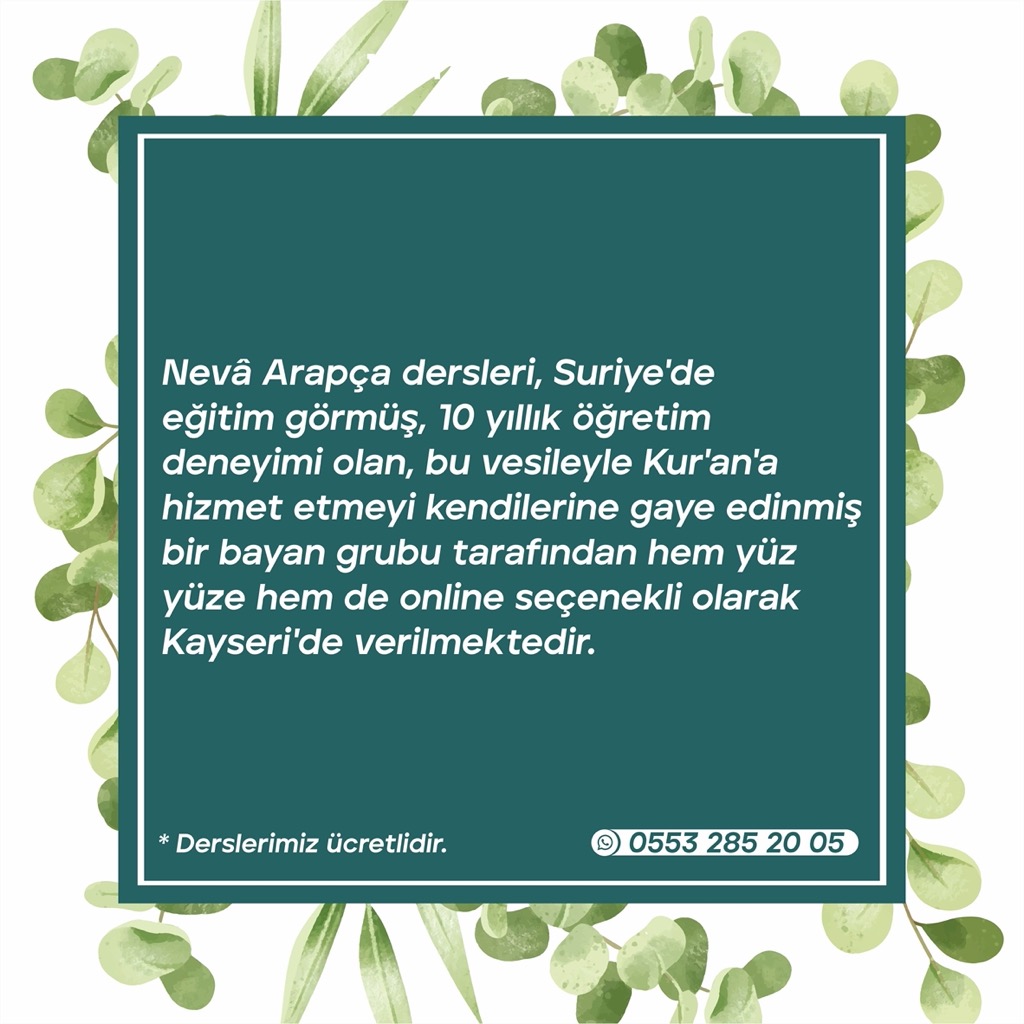 Nevâ Arapça dersleri, Suriye'de
eğitim görmüş, 10 yıllık öğretim
deneyimi olan, bu vesileyle Kur'an'a
hizmet etmeyi kendilerine gaye edinmiş
bir bayan grubu tarafından hem yüz
yüze hem de online seçenekli olarak
Kayseri'de verilmektedir.
* Derslerimiz ücretlidir.
0553 285 20 05